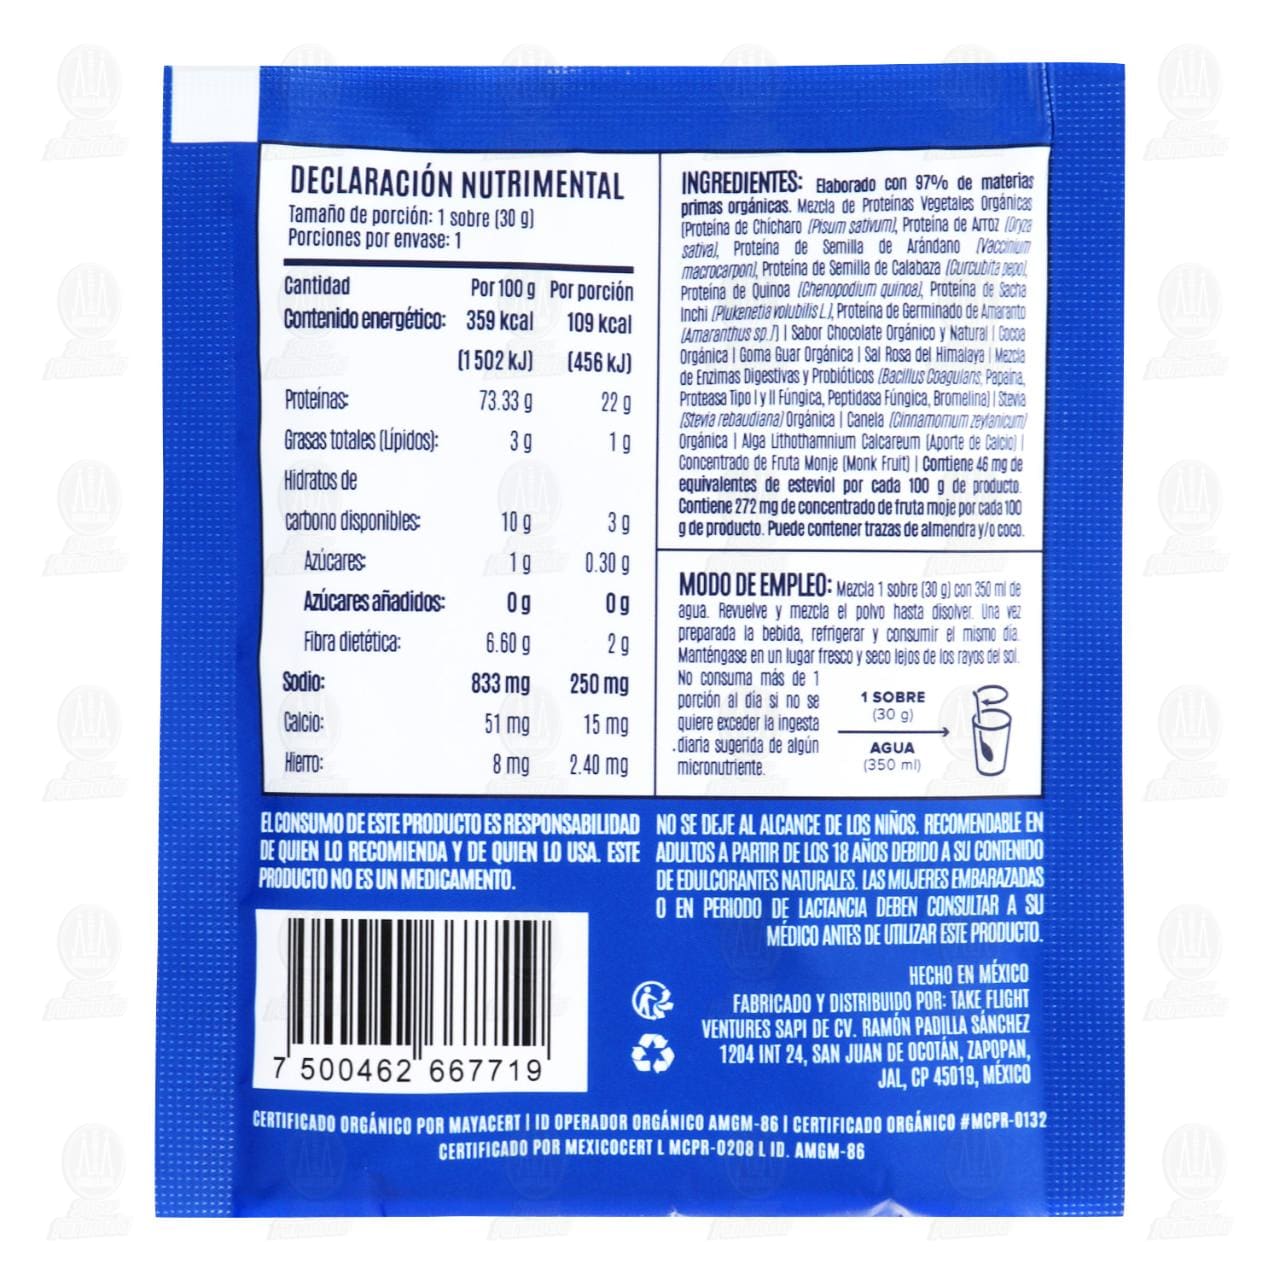 DECLARACIÓN NUTRIMENTAL
Tamaño de porción: 1 sobre (30 g)
Porciones por envase: 1
Cantidad Por 100 g Por porción
Contenido energético: 359 kcal 109 kcal
(1 502 kJ) (456 kJ)
Proteínas: 73.33 g 22 g
Grasas totales (Lípidos): 3 g 1 g
Hidratos de
carbono disponibles: 10 g 3 g
Azúcares: 1 g 0.30 g
Azúcares añadidos: 0 g 0 g
Fibra dietética: 6.60 g 2 g
Sodio: 833 mg 250 mg
Calcio: 51 mg 15 mg
Hierro: 8 mg 2.40 mg
INGREDIENTES: Elaborado con 97% de materias
primas orgánicas. Mezcla de Proteínas Vegetales Orgánicas
(Proteína de Chícharo (Pisum sativum), Proteína de Arroz (Oryza
sativa), Proteína de Semilla de Arándano (Vaccinium
macrocarpon), Proteína de Semilla de Calabaza (Curcubita pepo),
Proteína de Quinoa (Chenopodium quinoa), Proteína de Sacha
Inchi (Plukenetia volubilis L.), Proteína de Germinado de Amaranto
(Amaranthus sp.)) | Sabor Chocolate Orgánico y Natural | Cocoa
Orgánica | Goma Guar Orgánica | Sal Rosa del Himalaya | Mezcla
de Enzimas Digestivas y Probióticos (Bacillus Coagulans, Papaína,
Proteasa Tipo I y II Fúngica, Peptidasa Fúngica, Bromelina) | Stevia
(Stevia rebaudiana) Orgánica | Canela (Cinnamomum zeylanicum)
Orgánica | Alga Lithothamnium Calcareum (Aporte de Calcio) |
Concentrado de Fruta Monje (Monk Fruit) | Contiene 46 mg de
equivalentes de esteviol por cada 100 g de producto.
Contiene 272 mg de concentrado de fruta moje por cada 100
g de producto. Puede contener trazas de almendra y/o coco.
MODO DE EMPLEO: Mezcla 1 sobre (30 g) con 350 ml de
agua. Revuelve y mezcla el polvo hasta disolver. Una vez
preparada la bebida, refrigerar y consumir el mismo día.
Manténgase en un lugar fresco y seco lejos de los rayos del sol.
No consuma más de 1
porción al día si no se
quiere exceder la ingesta
diaria sugerida de algún
micronutriente.
1 SOBRE
(30 g)
AGUA
(350 ml)
EL CONSUMO DE ESTE PRODUCTO ES RESPONSABILIDAD
DE QUIEN LO RECOMIENDA Y DE QUIEN LO USA. ESTE
PRODUCTO NO ES UN MEDICAMENTO.
NO SE DEJE AL ALCANCE DE LOS NIÑOS. RECOMENDABLE EN
ADULTOS A PARTIR DE LOS 18 AÑOS DEBIDO A SU CONTENIDO
DE EDULCORANTES NATURALES. LAS MUJERES EMBARAZADAS
O EN PERIODO DE LACTANCIA DEBEN CONSULTAR A SU
MÉDICO ANTES DE UTILIZAR ESTE PRODUCTO.
7 500462 667719
HECHO EN MÉXICO
FABRICADO Y DISTRIBUIDO POR: TAKE FLIGHT
VENTURES SAPI DE CV. RAMÓN PADILLA SÁNCHEZ
1204 INT 24, SAN JUAN DE OCOTÁN, ZAPOPAN,
JAL, CP 45019, MÉXICO
CERTIFICADO ORGÁNICO POR MAYACERT | ID OPERADOR ORGÁNICO AMGM-86 | CERTIFICADO ORGÁNICO #MCPR-0132
CERTIFICADO POR MEXICOCERT L MCPR-0208 L ID. AMGM-86